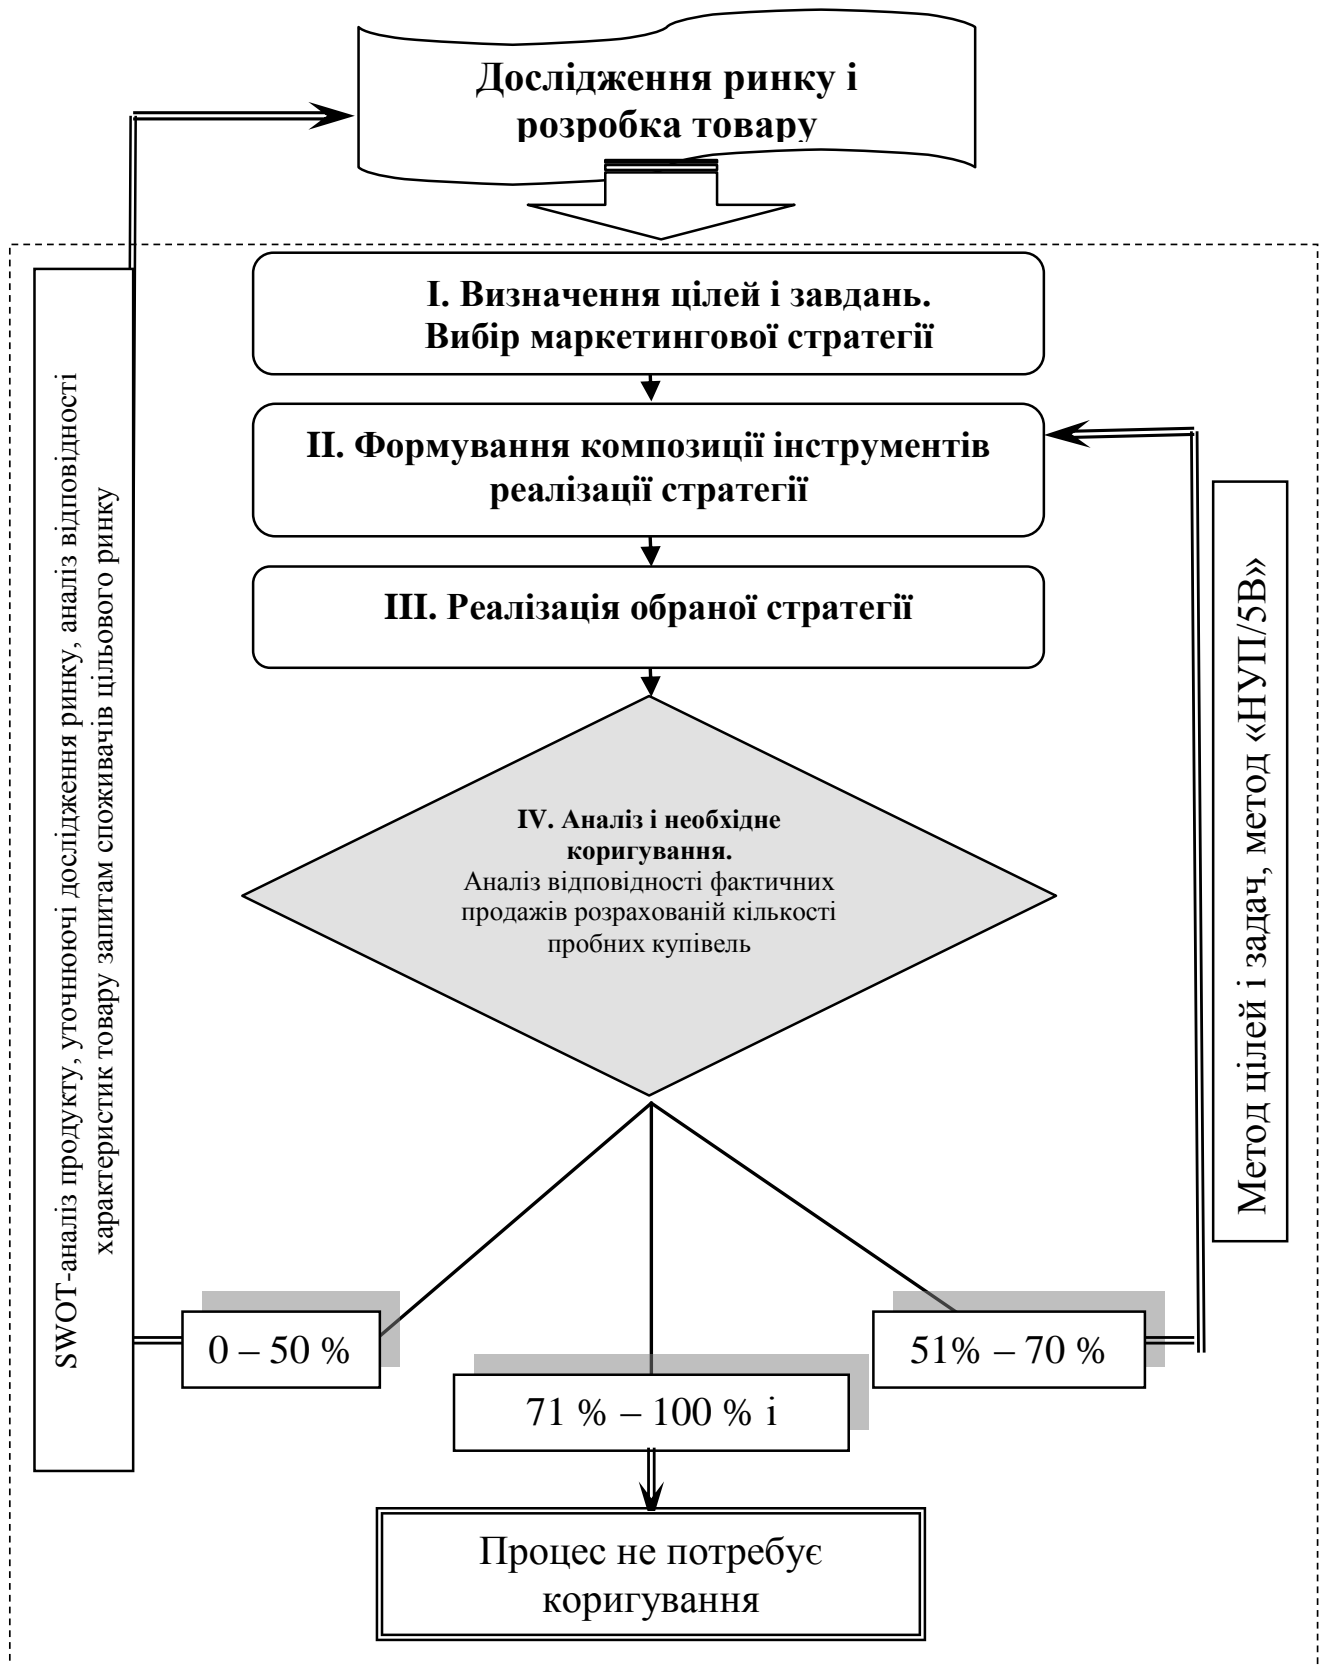 Дослідження ринку і
розробка товару
I. Визначення цілей і завдань.
Вибір маркетингової стратегії
II. Формування композиції інструментів
реалізації стратегії
III. Реалізація обраної стратегії
IV. Аналіз і необхідне
коригування.
Аналіз відповідності фактичних
продажів розрахованій кількості
пробних купівель
SWOT-аналіз продукту, уточнюючі дослідження ринку, аналіз відповідності
характеристик товару запитам споживачів цільового ринку
Метод цілей і задач, метод «НУП/5В»
0 – 50 %
51% – 70 %
71 % – 100 % і
Процес не потребує
коригування